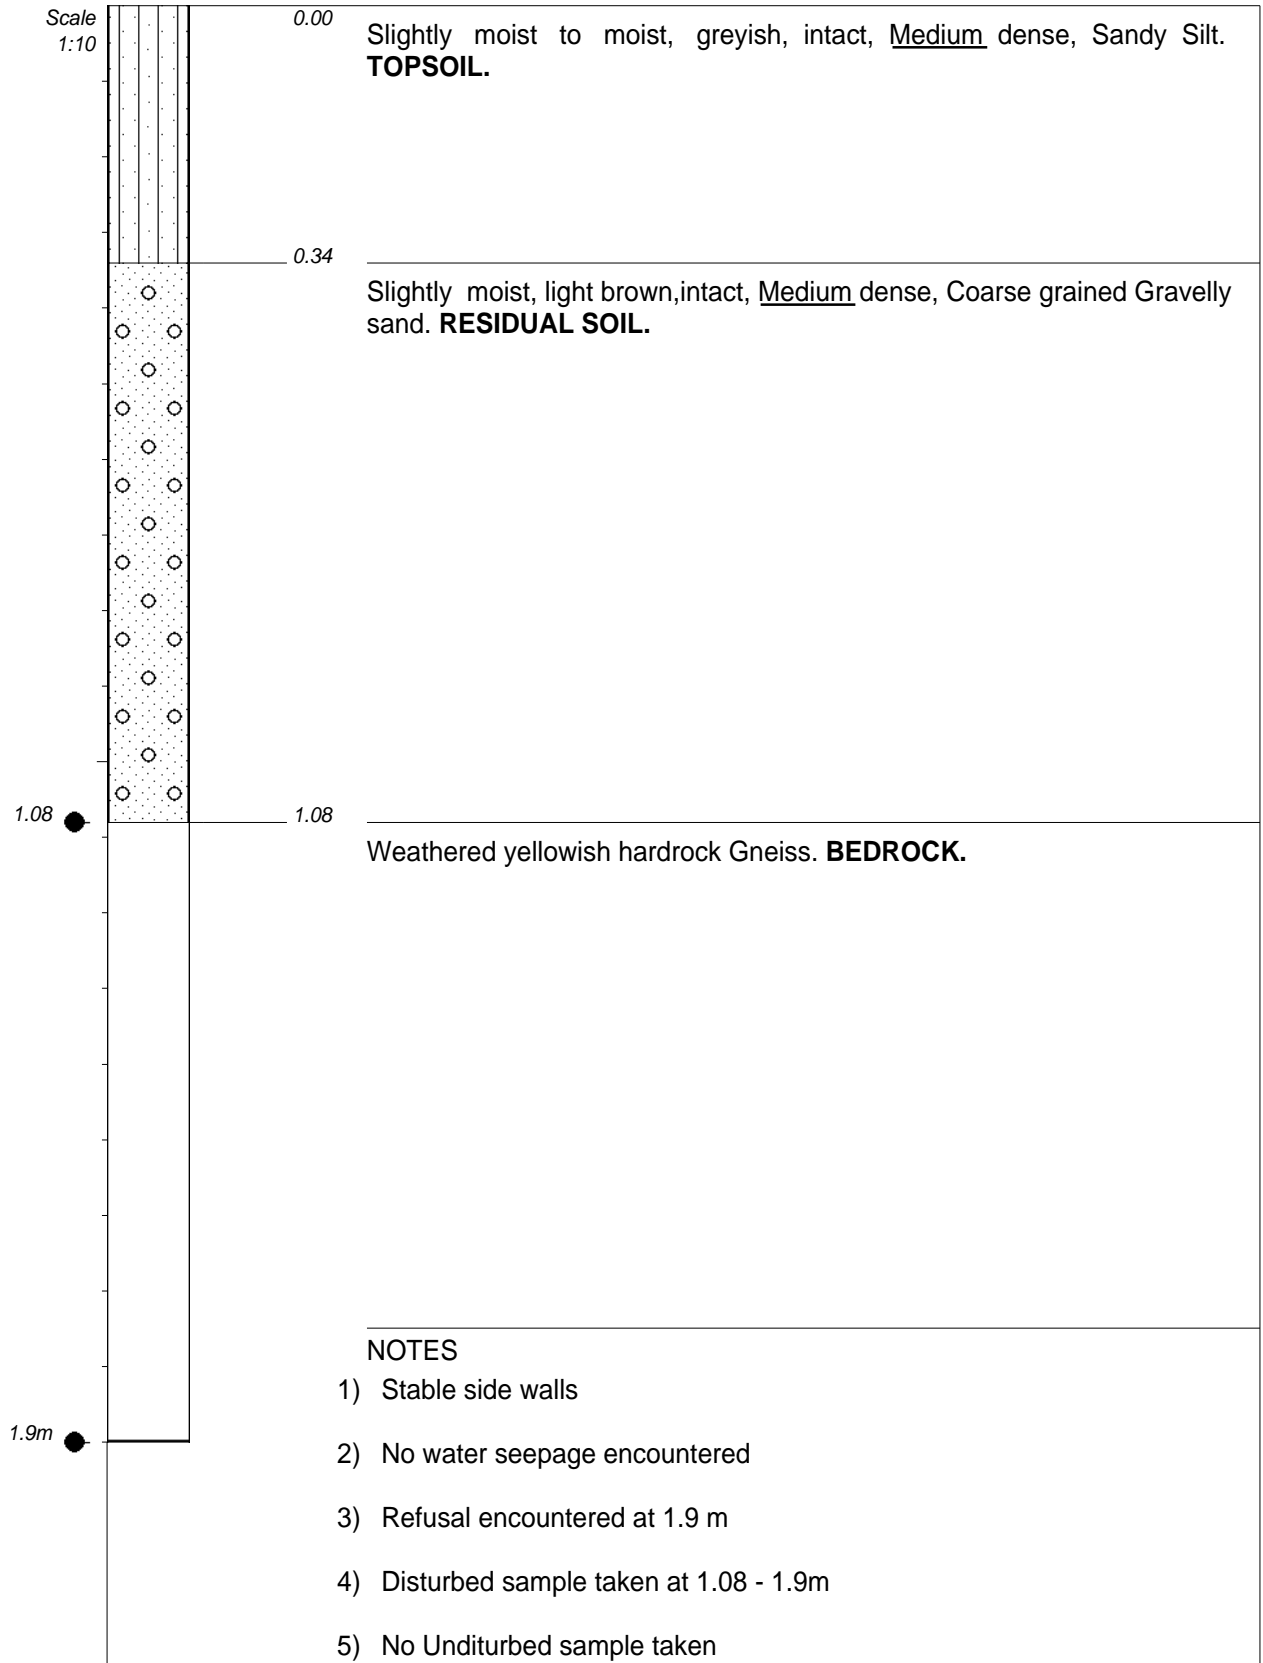 Scale
1:10
0.00
Slightly moist to moist, greyish, intact, Medium dense, Sandy Silt.
TOPSOIL.
0.34
Slightly moist, light brown,intact, Medium dense, Coarse grained Gravelly
sand. RESIDUAL SOIL.
1.08
1.08
Weathered yellowish hardrock Gneiss. BEDROCK.
NOTES
1) Stable side walls
1.9m
2) No water seepage encountered
3) Refusal encountered at 1.9 m
4) Disturbed sample taken at 1.08 - 1.9m
5) No Unditurbed sample taken